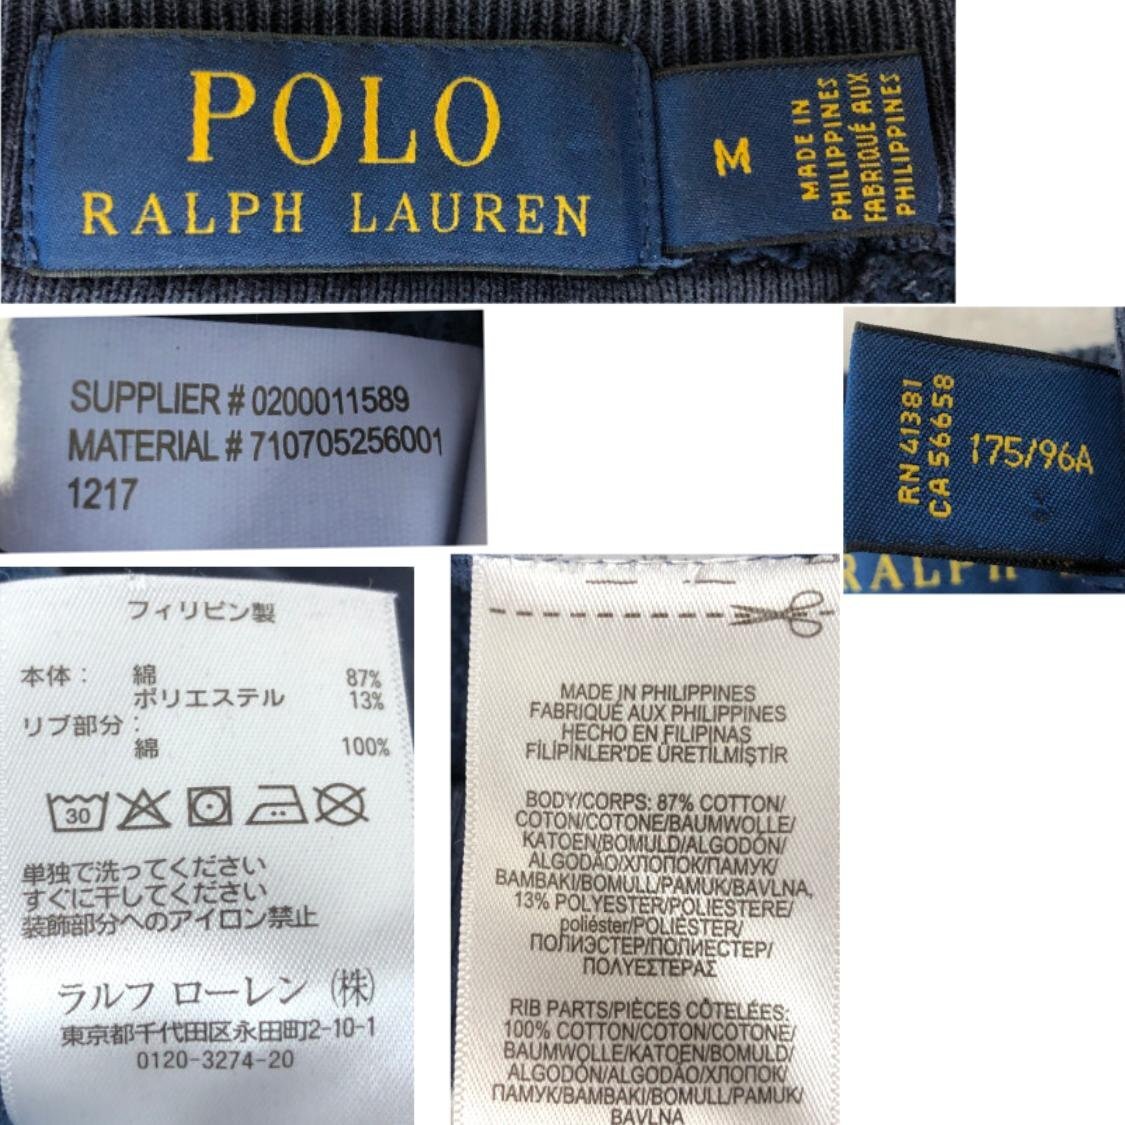 POLO
RALPH LAUREN
M
MADE IN
PHILIPPINES
FABRIQUÉ AUX
PHILIPPINES
SUPPLIER # 0200011589
MATERIAL # 710705256001
1217
RN 41381
CA 56658
175/96A
RALPH
フィリピン製
本体： 綿 87%
ポリエステル 13%
リブ部分：
綿 100%
30
単独で洗ってください
すぐに干してください
装飾部分へのアイロン禁止
ラルフ ローレン ㈱
東京都千代田区永田町2-10-1
0120-3274-20
MADE IN PHILIPPINES
FABRIQUÉ AUX PHILIPPINES
HECHO EN FILIPINAS
FİLİPİNLER'DE ÜRETİLMİŞTİR
BODY/CORPS: 87% COTTON/
COTON/COTONE/BAUMWOLLE/
KATOEN/BOMULD/ALGODÓN/
ALGODÃO/ХЛОПОК/ПАМУК/
BAMBAKI/BOMULL/PAMUK/BAVLNA,
13% POLYESTER/POLIESTERE/
poliéster/POLIÉSTER/
ПОЛИЭСТЕР/ПОЛИЕСТЕР/
ΠΟΛΥΕΣΤΕΡΑΣ
RIB PARTS/PIÈCES CÔTELÉES:
100% COTTON/COTON/COTONE/
BAUMWOLLE/KATOEN/BOMULD/
ALGODÓN/ALGODÃO/ХЛОПОК/
ПАМУК/BAMBAKI/BOMULL/PAMUK/
BAVLNA